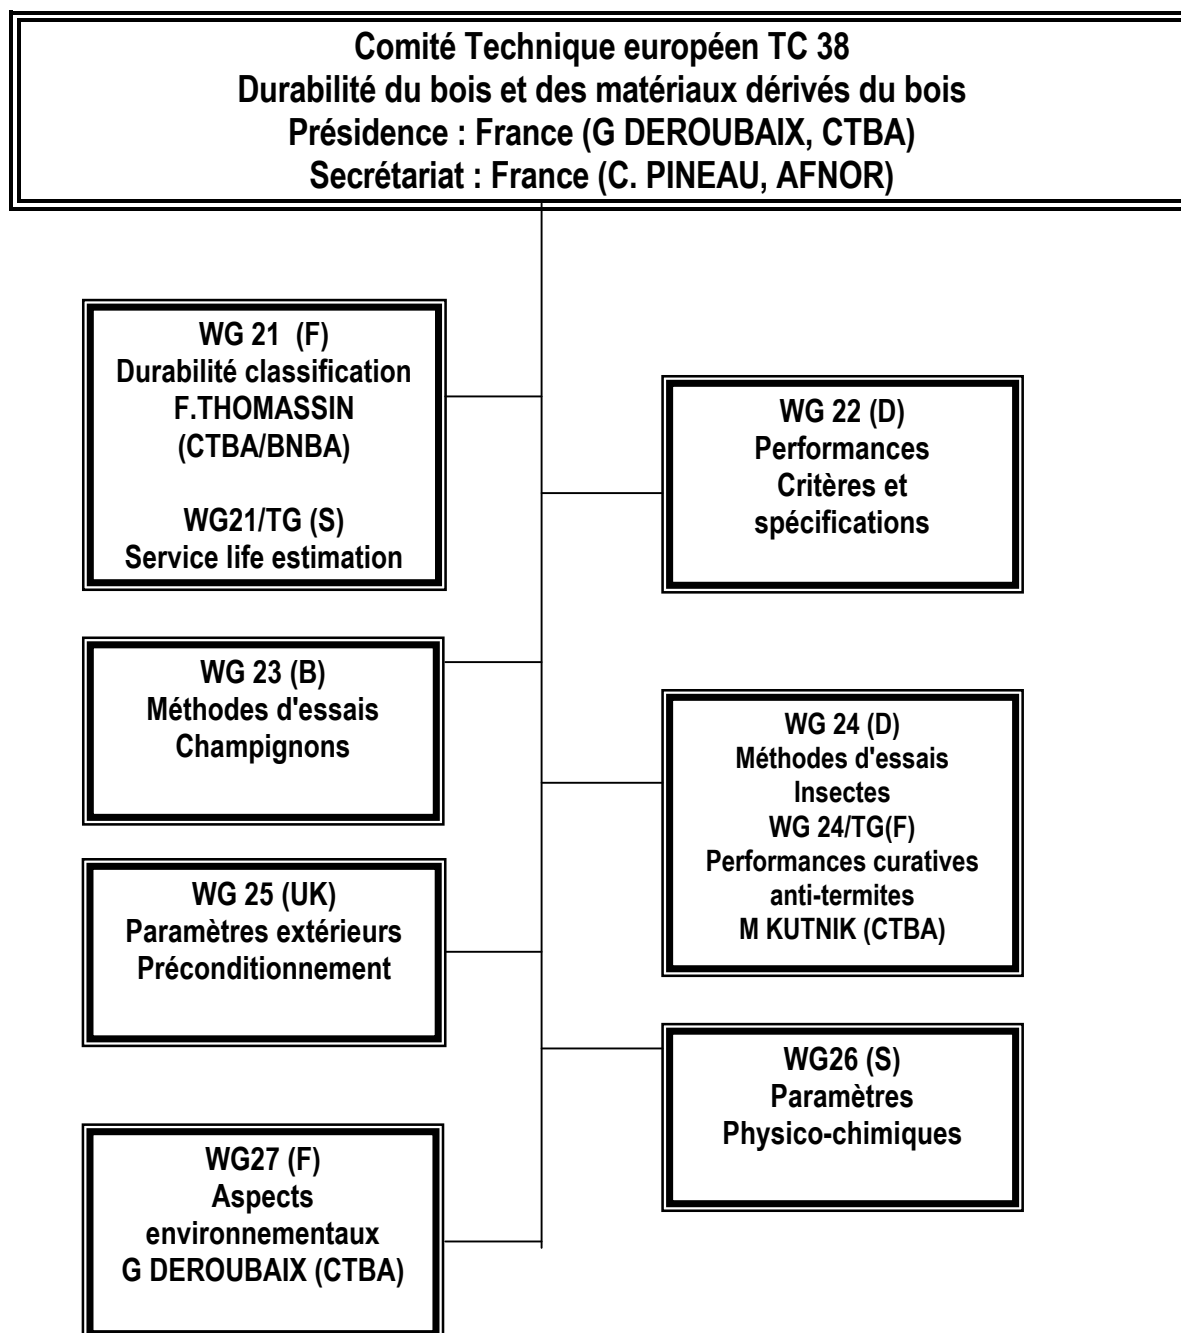 Comité Technique européen TC 38
Durabilité du bois et des matériaux dérivés du bois
Présidence : France (G DEROUBAIX, CTBA)
Secrétariat : France (C. PINEAU, AFNOR)
WG 21 (F)
Durabilité classification
F.THOMASSIN
(CTBA/BNBA)
WG21/TG (S)
Service life estimation
WG 22 (D)
Performances
Critères et
spécifications
WG 23 (B)
Méthodes d'essais
Champignons
WG 24 (D)
Méthodes d'essais
Insectes
WG 24/TG(F)
Performances curatives
anti-termites
M KUTNIK (CTBA)
WG 25 (UK)
Paramètres extérieurs
Préconditionnement
WG26 (S)
Paramètres
Physico-chimiques
WG27 (F)
Aspects
environnementaux
G DEROUBAIX (CTBA)